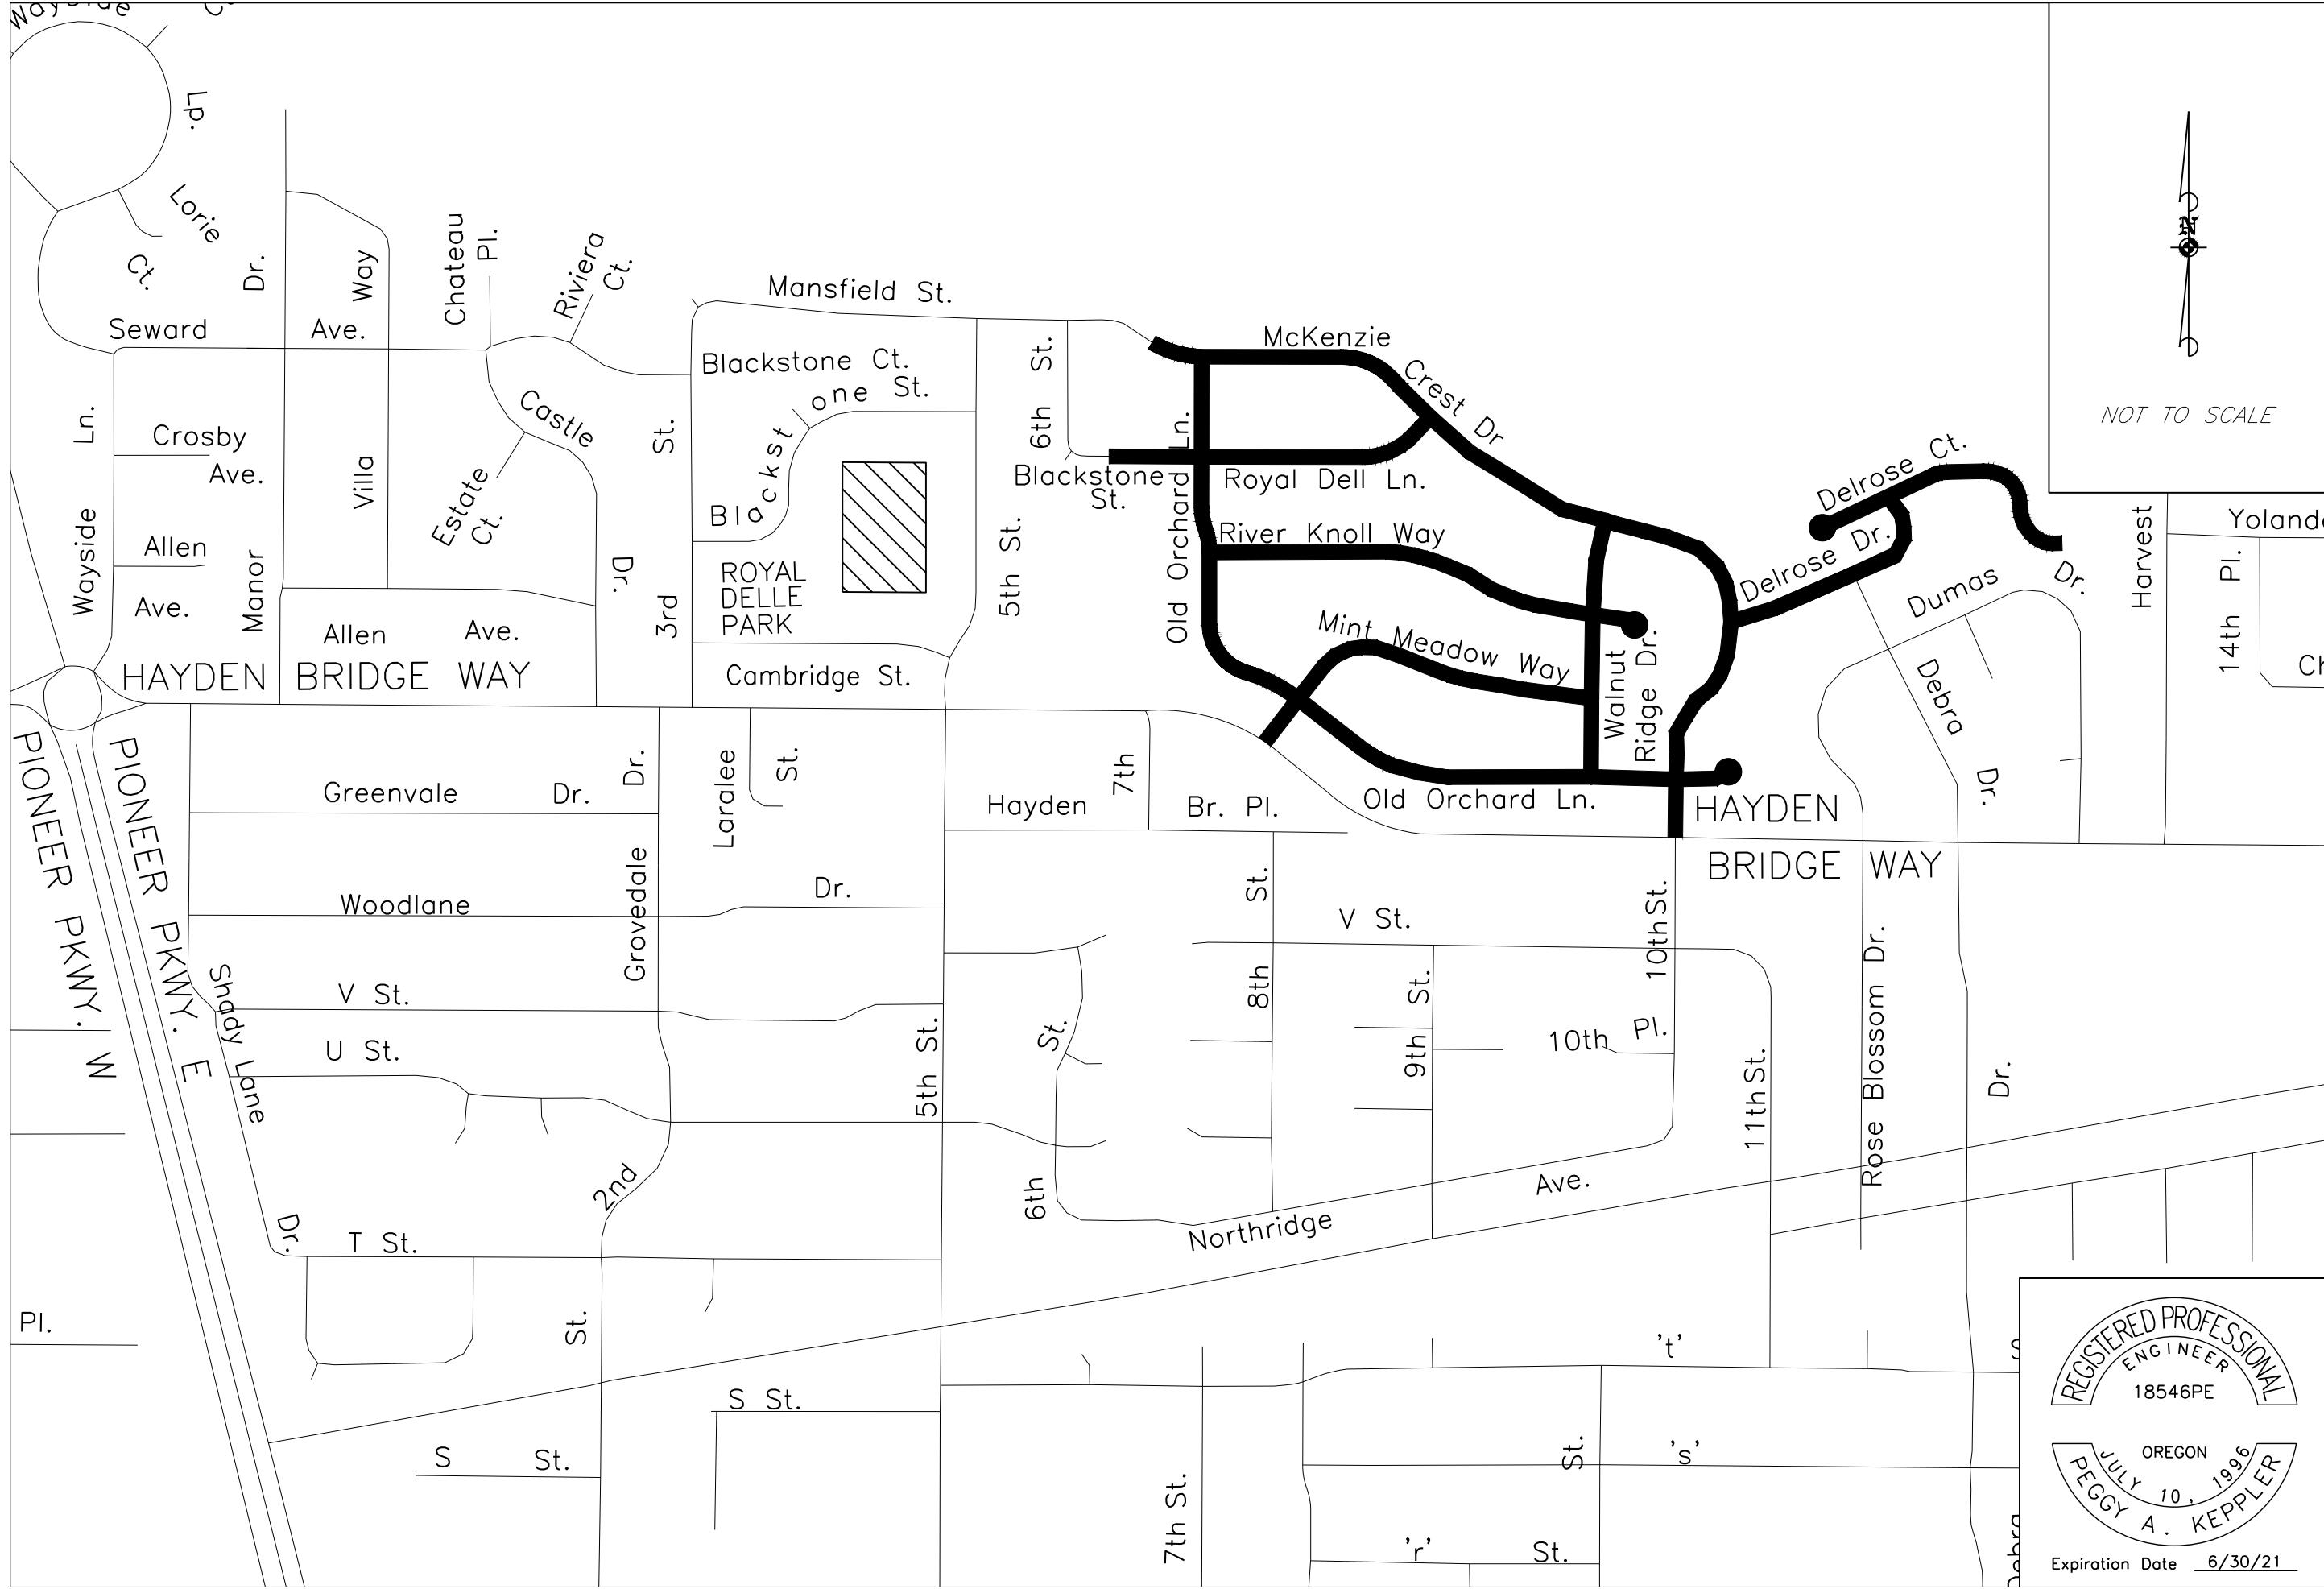 Wayside
Lp.
Lorie
Ct.
Dr.
Way
Chateau
Pl.
Riviera
Ct.
Seward Ave.
Mansfield St.
McKenzie
Crest Dr
Blackstone Ct.
Blackstone St.
6th St.
Castle
Dr.
Wayside Ln.
Crosby
Ave.
Villa
Estate
Ct.
3rd St.
Blackstone
St.
Royal Dell Ln.
Old Orchard Ln.
River Knoll Way
Delrose Ct.
Delrose Dr.
Dumas
Dr.
Harvest
14th Pl.
NOT TO SCALE
N
Allen
Ave.
Manor
Allen Ave.
ROYAL
DELLE
PARK
5th St.
Cambridge St.
Mint Meadow Way
Walnut
Ridge Dr.
HAYDEN BRIDGE WAY
Debra
Dr.
PIONEER PKWY. W
PIONEER PKWY. E
Greenvale Dr.
Grovedale Dr.
Laralee St.
Hayden Br. Pl.
7th
Old Orchard Ln.
HAYDEN
BRIDGE WAY
Woodlane Dr.
V St.
8th St.
V St.
9th St.
10th St.
10th Pl.
11th St.
Rose Blossom Dr.
Dr.
Shady Lane
Dr.
U St.
5th St.
6th St.
2nd
St.
T St.
Northridge Ave.
Pl.
S St.
S St.
7th St.
't'
's'
St.
'r' St.
Debra
REGISTERED PROFESSIONAL
ENGINEER
18546PE
OREGON
JULY 10, 1996
PEGGY A. KEPPLER
Expiration Date 6/30/21